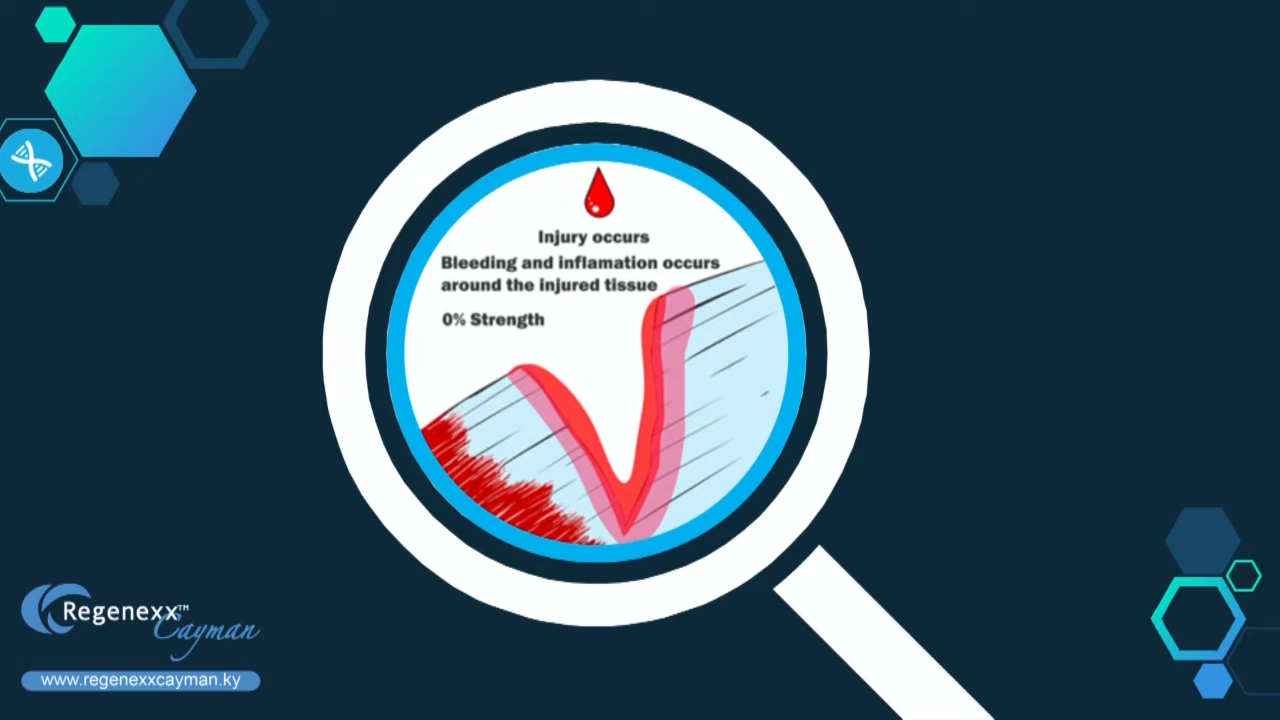 Injury occurs
Bleeding and inflamation occurs
around the injured tissue
0% Strength
Regenexx™
Cayman
www.regenexxcayman.ky